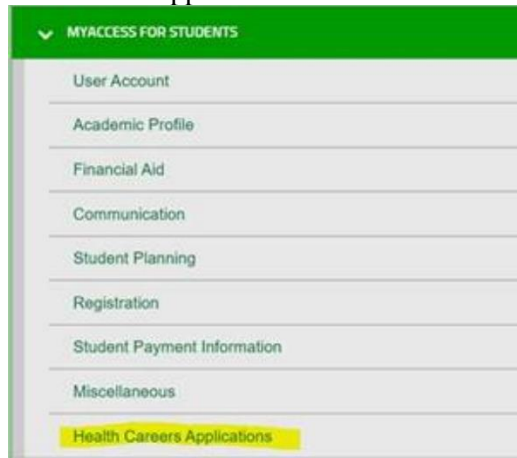 MYACCESS FOR STUDENTS
User Account
Academic Profile
Financial Aid
Communication
Student Planning
Registration
Student Payment Information
Miscellaneous
Health Careers Applications